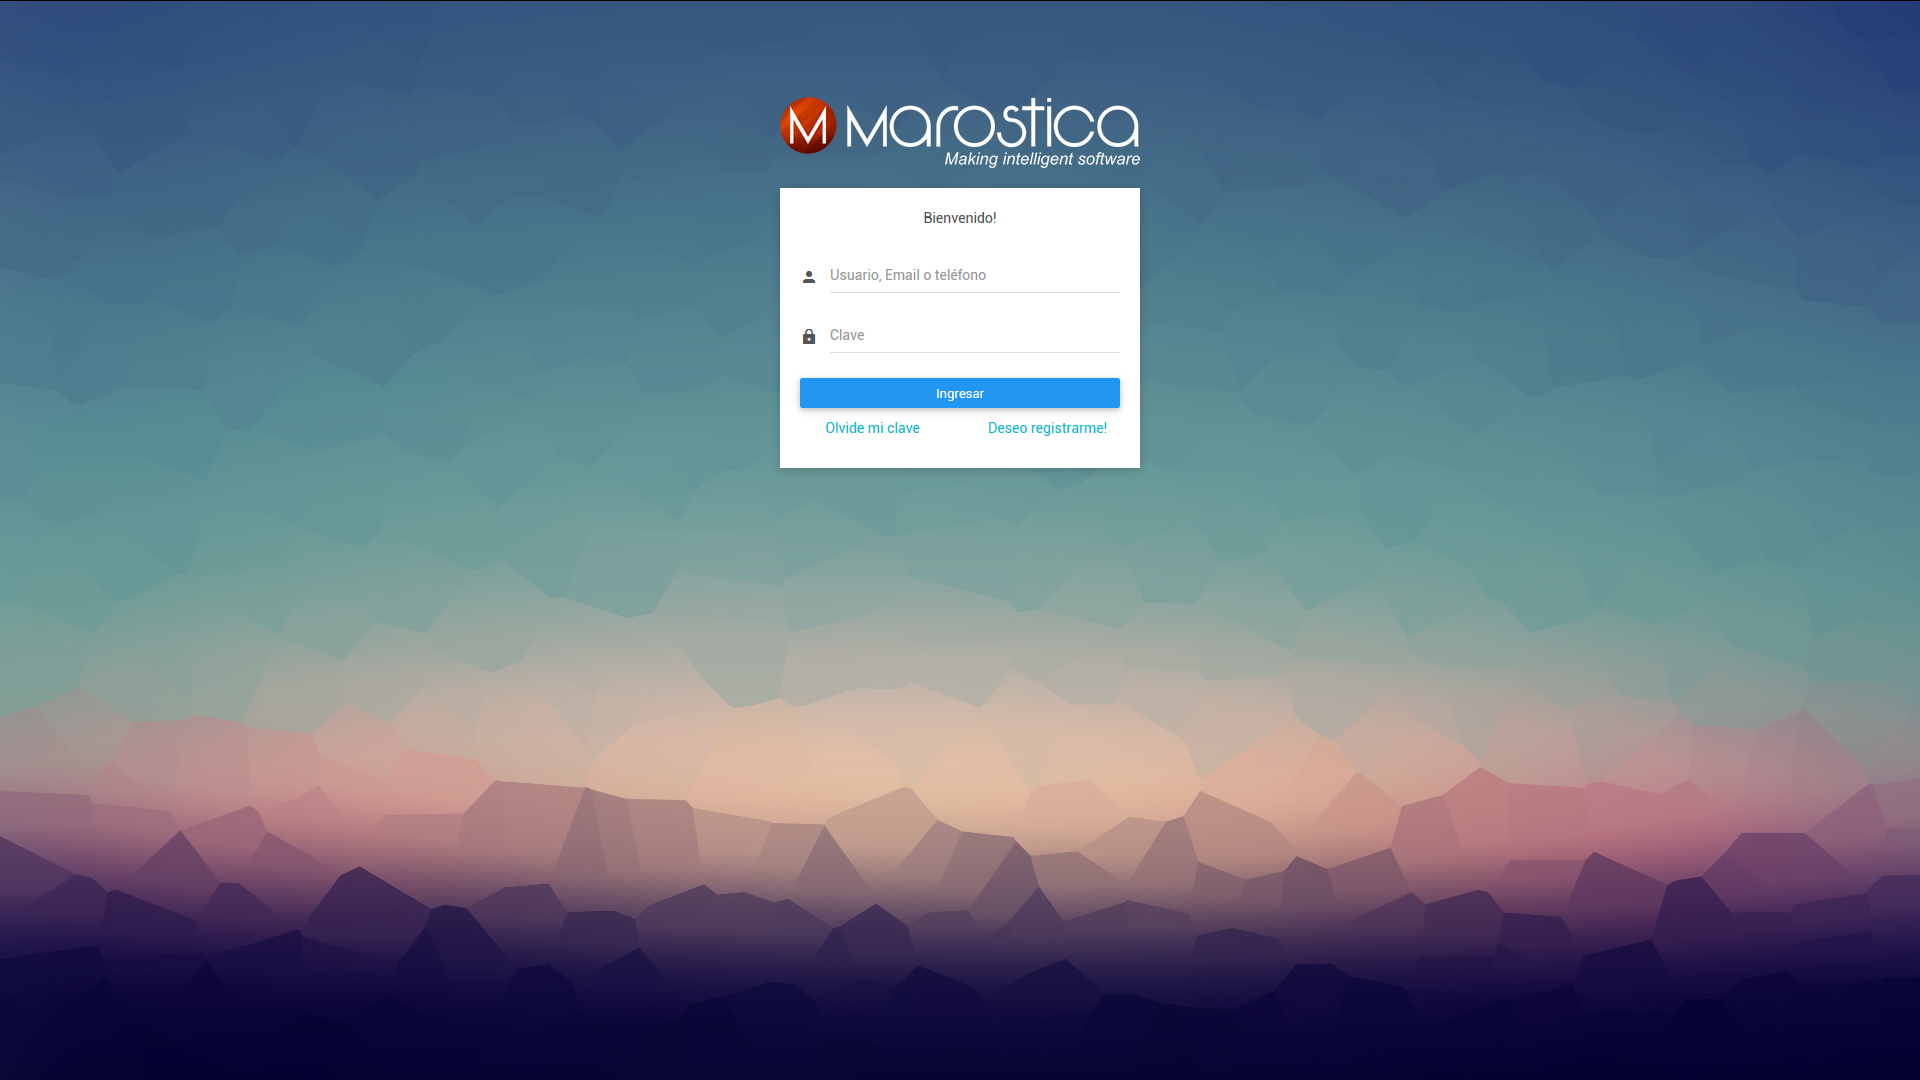 M Marostica
Making intelligent software
Bienvenido!
Usuario, Email o teléfono
Clave
Ingresar
Olvide mi clave
Deseo registrarme!